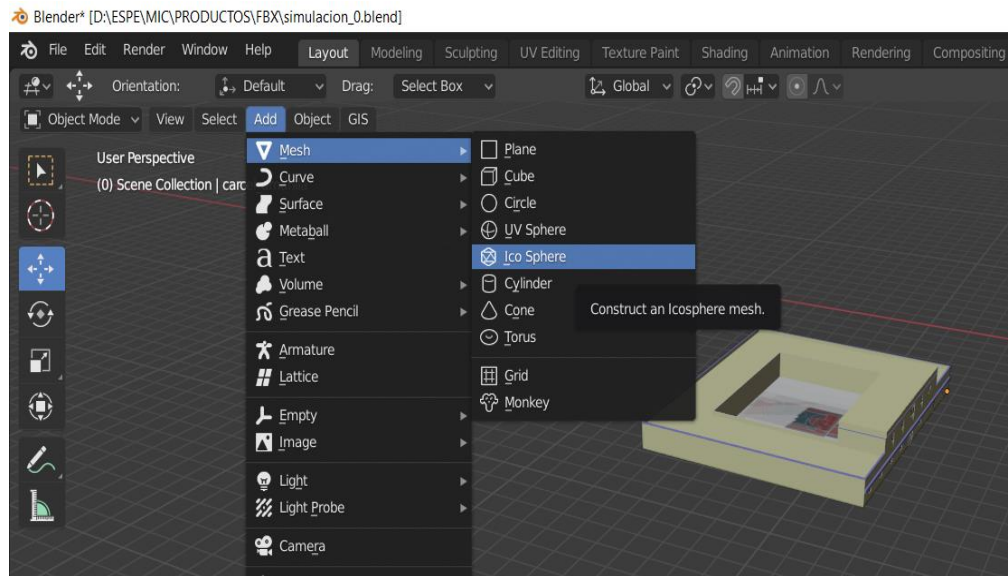 Blender* [D:\ESPE\MIC\PRODUCTOS\FBX\simulacion_0.blend]
File Edit Render Window Help Layout Modeling Sculpting UV Editing Texture Paint Shading Animation Rendering Compositing
Orientation: Default Drag: Select Box Global
Object Mode View Select Add Object GIS
User Perspective
(0) Scene Collection | carc
Mesh
Curve
Surface
Metaball
Text
Volume
Grease Pencil
Armature
Lattice
Empty
Image
Light
Light Probe
Camera
Plane
Cube
Circle
UV Sphere
Ico Sphere
Cylinder
Cone
Torus
Grid
Monkey
Construct an Icosphere mesh.